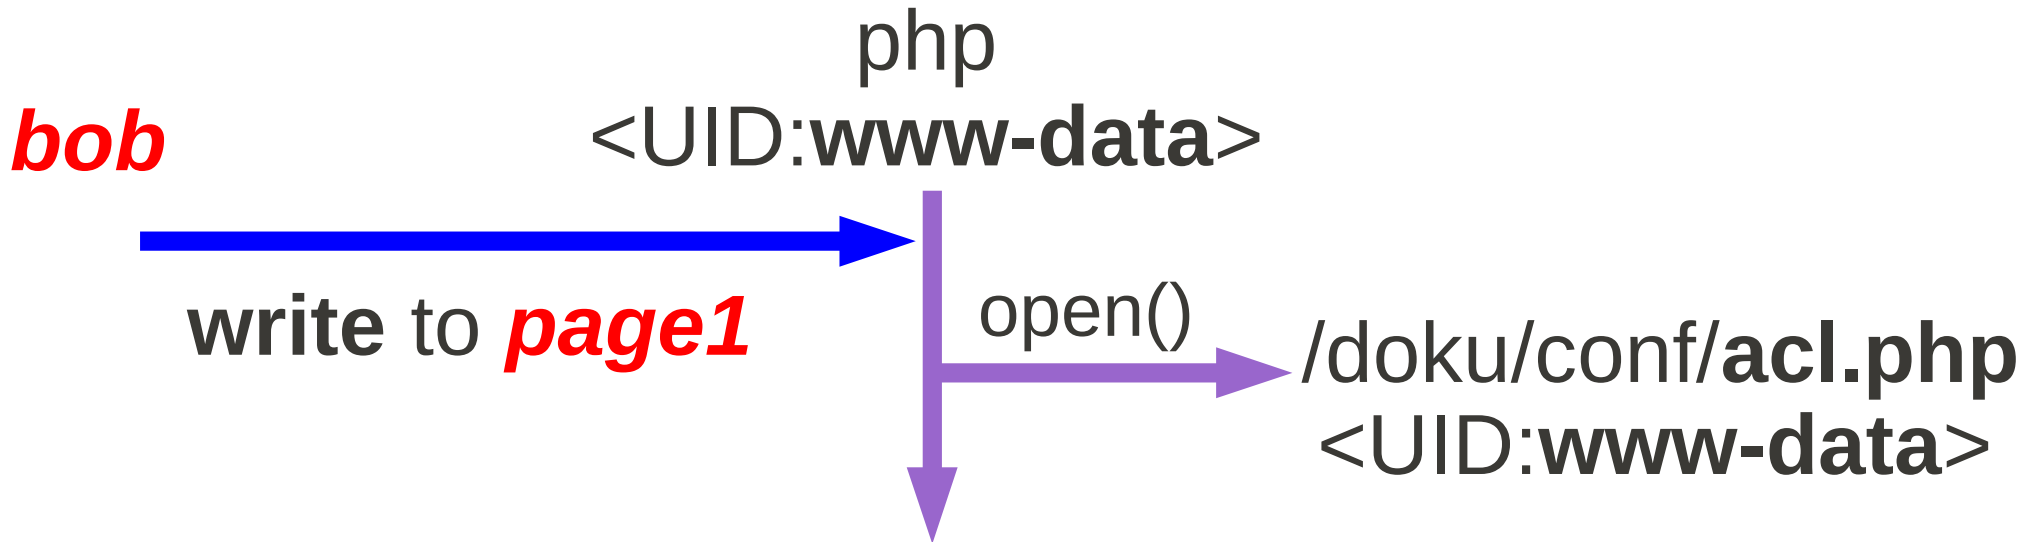 php
<UID:www-data>
bob
write to page1
open()
/doku/conf/acl.php
<UID:www-data>